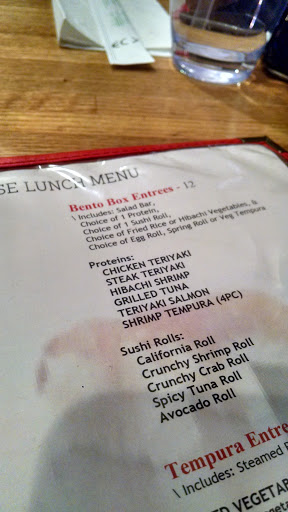 SE LUNCH MENU
Bento Box Entrees - 12
\ Includes: Salad Bar,
Choice of 1 Protein,
Choice of 1 Sushi Roll,
Choice of Fried Rice or Hibachi Vegetables, &
Choice of Egg Roll, Spring Roll or Veg Tempura
Proteins:
CHICKEN TERIYAKI
STEAK TERIYAKI
HIBACHI SHRIMP
GRILLED TUNA
TERIYAKI SALMON
SHRIMP TEMPURA (4PC)
Sushi Rolls:
California Roll
Crunchy Shrimp Roll
Crunchy Crab Roll
Spicy Tuna Roll
Avocado Roll
Tempura Entre
\ Includes: Steamed
ED VEGETAB